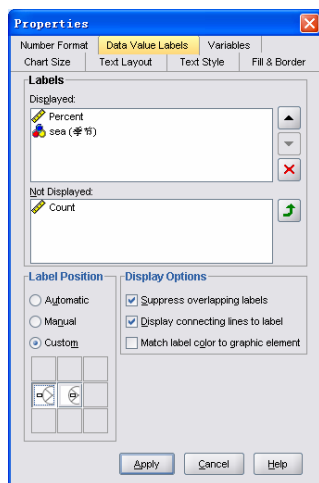 Properties
Number Format Data Value Labels Variables
Chart Size Text Layout Text Style Fill & Border
Labels
Displayed:
Percent
sea (季节)
Not Displayed:
Count
Label Position
Automatic
Manual
Custom
Display Options
Suppress overlapping labels
Display connecting lines to label
Match label color to graphic element
Apply Cancel Help